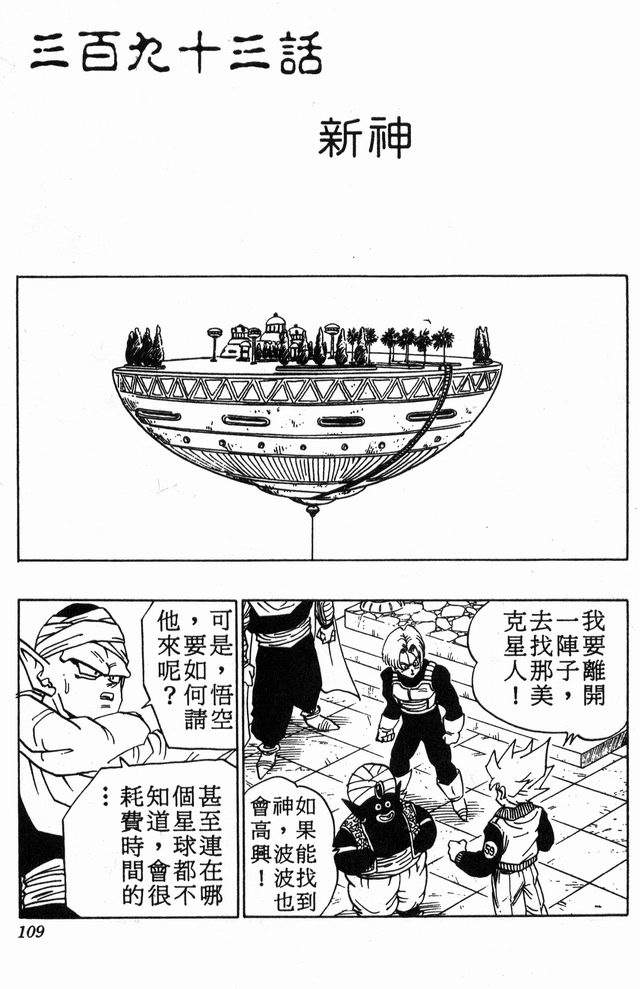 三百九十三話
新神
我要離開
一陣子，
去找那美
克星人！
如果能找到
神，波波也
會高興！
可是，悟空
，要如何請
他來呢？
甚至連在哪
個星球都不
知道，會很
耗費時間的
…
109